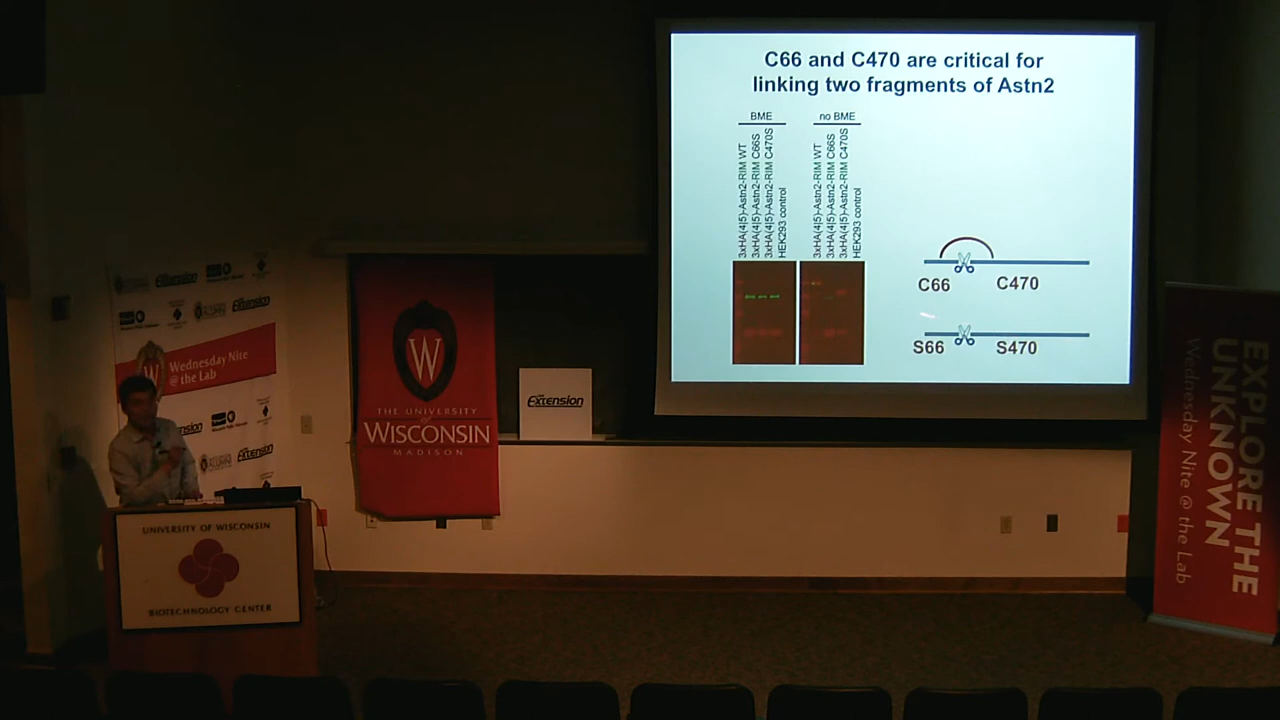 C66 and C470 are critical for
linking two fragments of Astn2
BME
no BME
3xHA(4|5)-Astn2-RIM WT
3xHA(4|5)-Astn2-RIM C66S
3xHA(4|5)-Astn2-RIM C470S
HEK293 control
3xHA(4|5)-Astn2-RIM WT
3xHA(4|5)-Astn2-RIM C66S
3xHA(4|5)-Astn2-RIM C470S
HEK293 control
C66
C470
S66
S470
Extension
Extension
Wednesday Nite
@ the Lab
Extension
W
THE UNIVERSITY
of
WISCONSIN
MADISON
Extension
UNIVERSITY OF WISCONSIN
BIOTECHNOLOGY CENTER
EXPLORE THE
UNKNOWN
Wednesday Nite @ the Lab